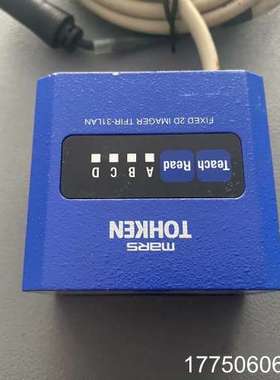 mars
TOHKEN
A B C D
Teach Read
FIXED 2D IMAGER TFIR-31LAN
17750606